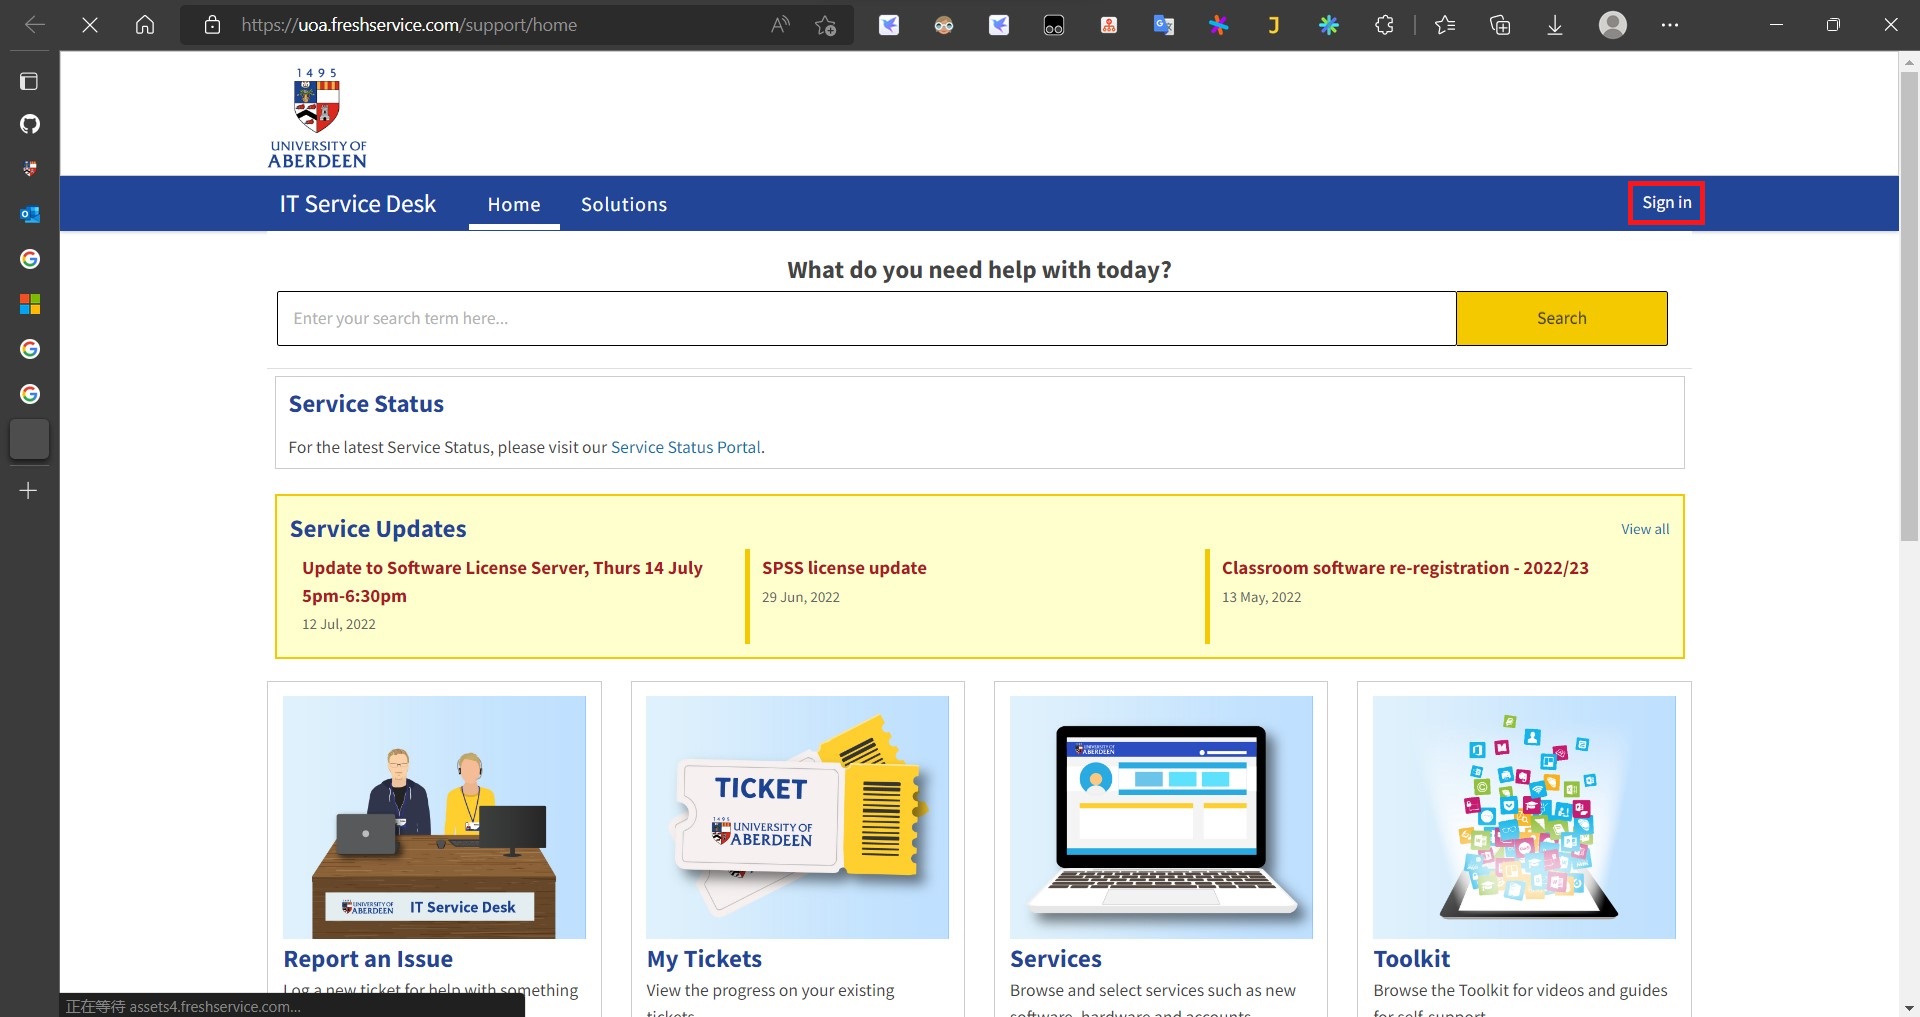 https://uoa.freshservice.com/support/home
1495
UNIVERSITY OF
ABERDEEN
IT Service Desk
Home
Solutions
Sign in
What do you need help with today?
Enter your search term here...
Search
Service Status
For the latest Service Status, please visit our Service Status Portal.
Service Updates
View all
Update to Software License Server, Thurs 14 July
5pm-6:30pm
12 Jul, 2022
SPSS license update
29 Jun, 2022
Classroom software re-registration - 2022/23
13 May, 2022
UNIVERSITY OF
ABERDEEN
IT Service Desk
TICKET
1495
UNIVERSITY OF
ABERDEEN
UNIVERSITY OF
ABERDEEN
Report an Issue
Log a new ticket for help with something
My Tickets
View the progress on your existing
tickets
Services
Browse and select services such as new
software, hardware and accounts
Toolkit
Browse the Toolkit for videos and guides
for self-support
正在等待 assets4.freshservice.com...